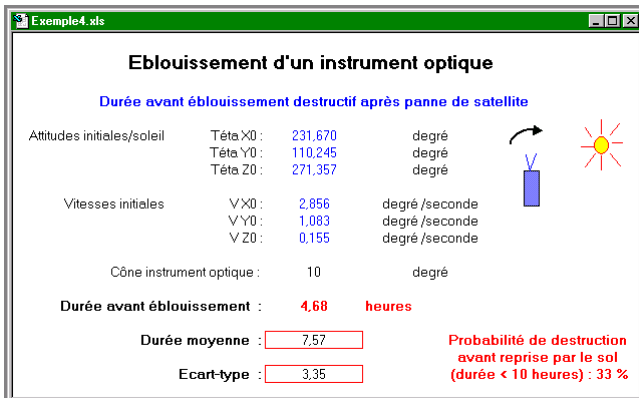 Exemple4.xls
Eblouissement d'un instrument optique
Durée avant éblouissement destructif après panne de satellite
Attitudes initiales/soleil Téta X0 : 231,670 degré
Téta Y0 : 110,245 degré
Téta Z0 : 271,357 degré
Vitesses initiales V X0 : 2,856 degré /seconde
V Y0 : 1,083 degré /seconde
V Z0 : 0,155 degré /seconde
Cône instrument optique : 10 degré
Durée avant éblouissement : 4,68 heures
Durée moyenne : 7,57
Ecart-type : 3,35
Probabilité de destruction
avant reprise par le sol
(durée < 10 heures) : 33 %